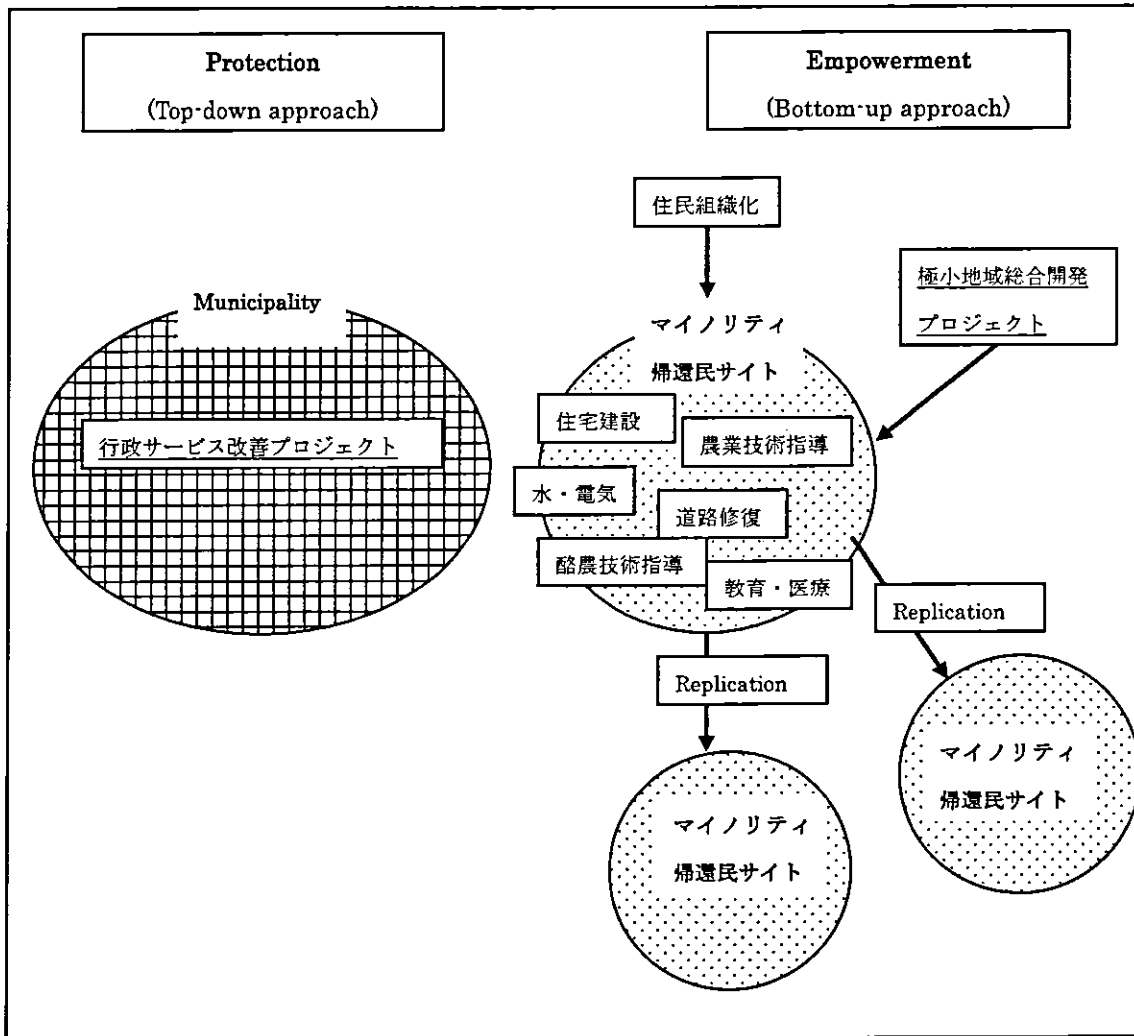 Protection
(Top-down approach)
Empowerment
(Bottom-up approach)
住民組織化
極小地域総合開発
プロジェクト
Municipality
行政サービス改善プロジェクト
マイノリティ
帰還民サイト
住宅建設
農業技術指導
水・電気
道路修復
酪農技術指導
教育・医療
Replication
Replication
マイノリティ
帰還民サイト
マイノリティ
帰還民サイト